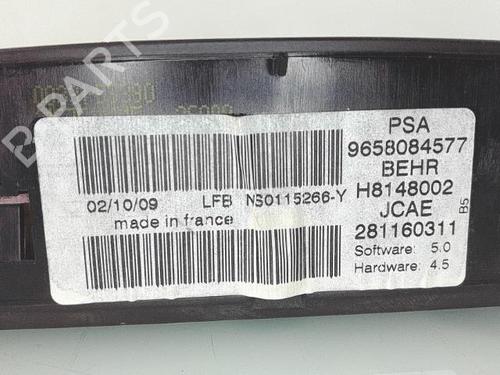 PSA
9658084577
BEHR
H8148002
JCAE
281160311
B5
Software: 5.0
Hardware: 4.5
02/10/09 LFB NS0115266-Y
made in france
B-PARTS